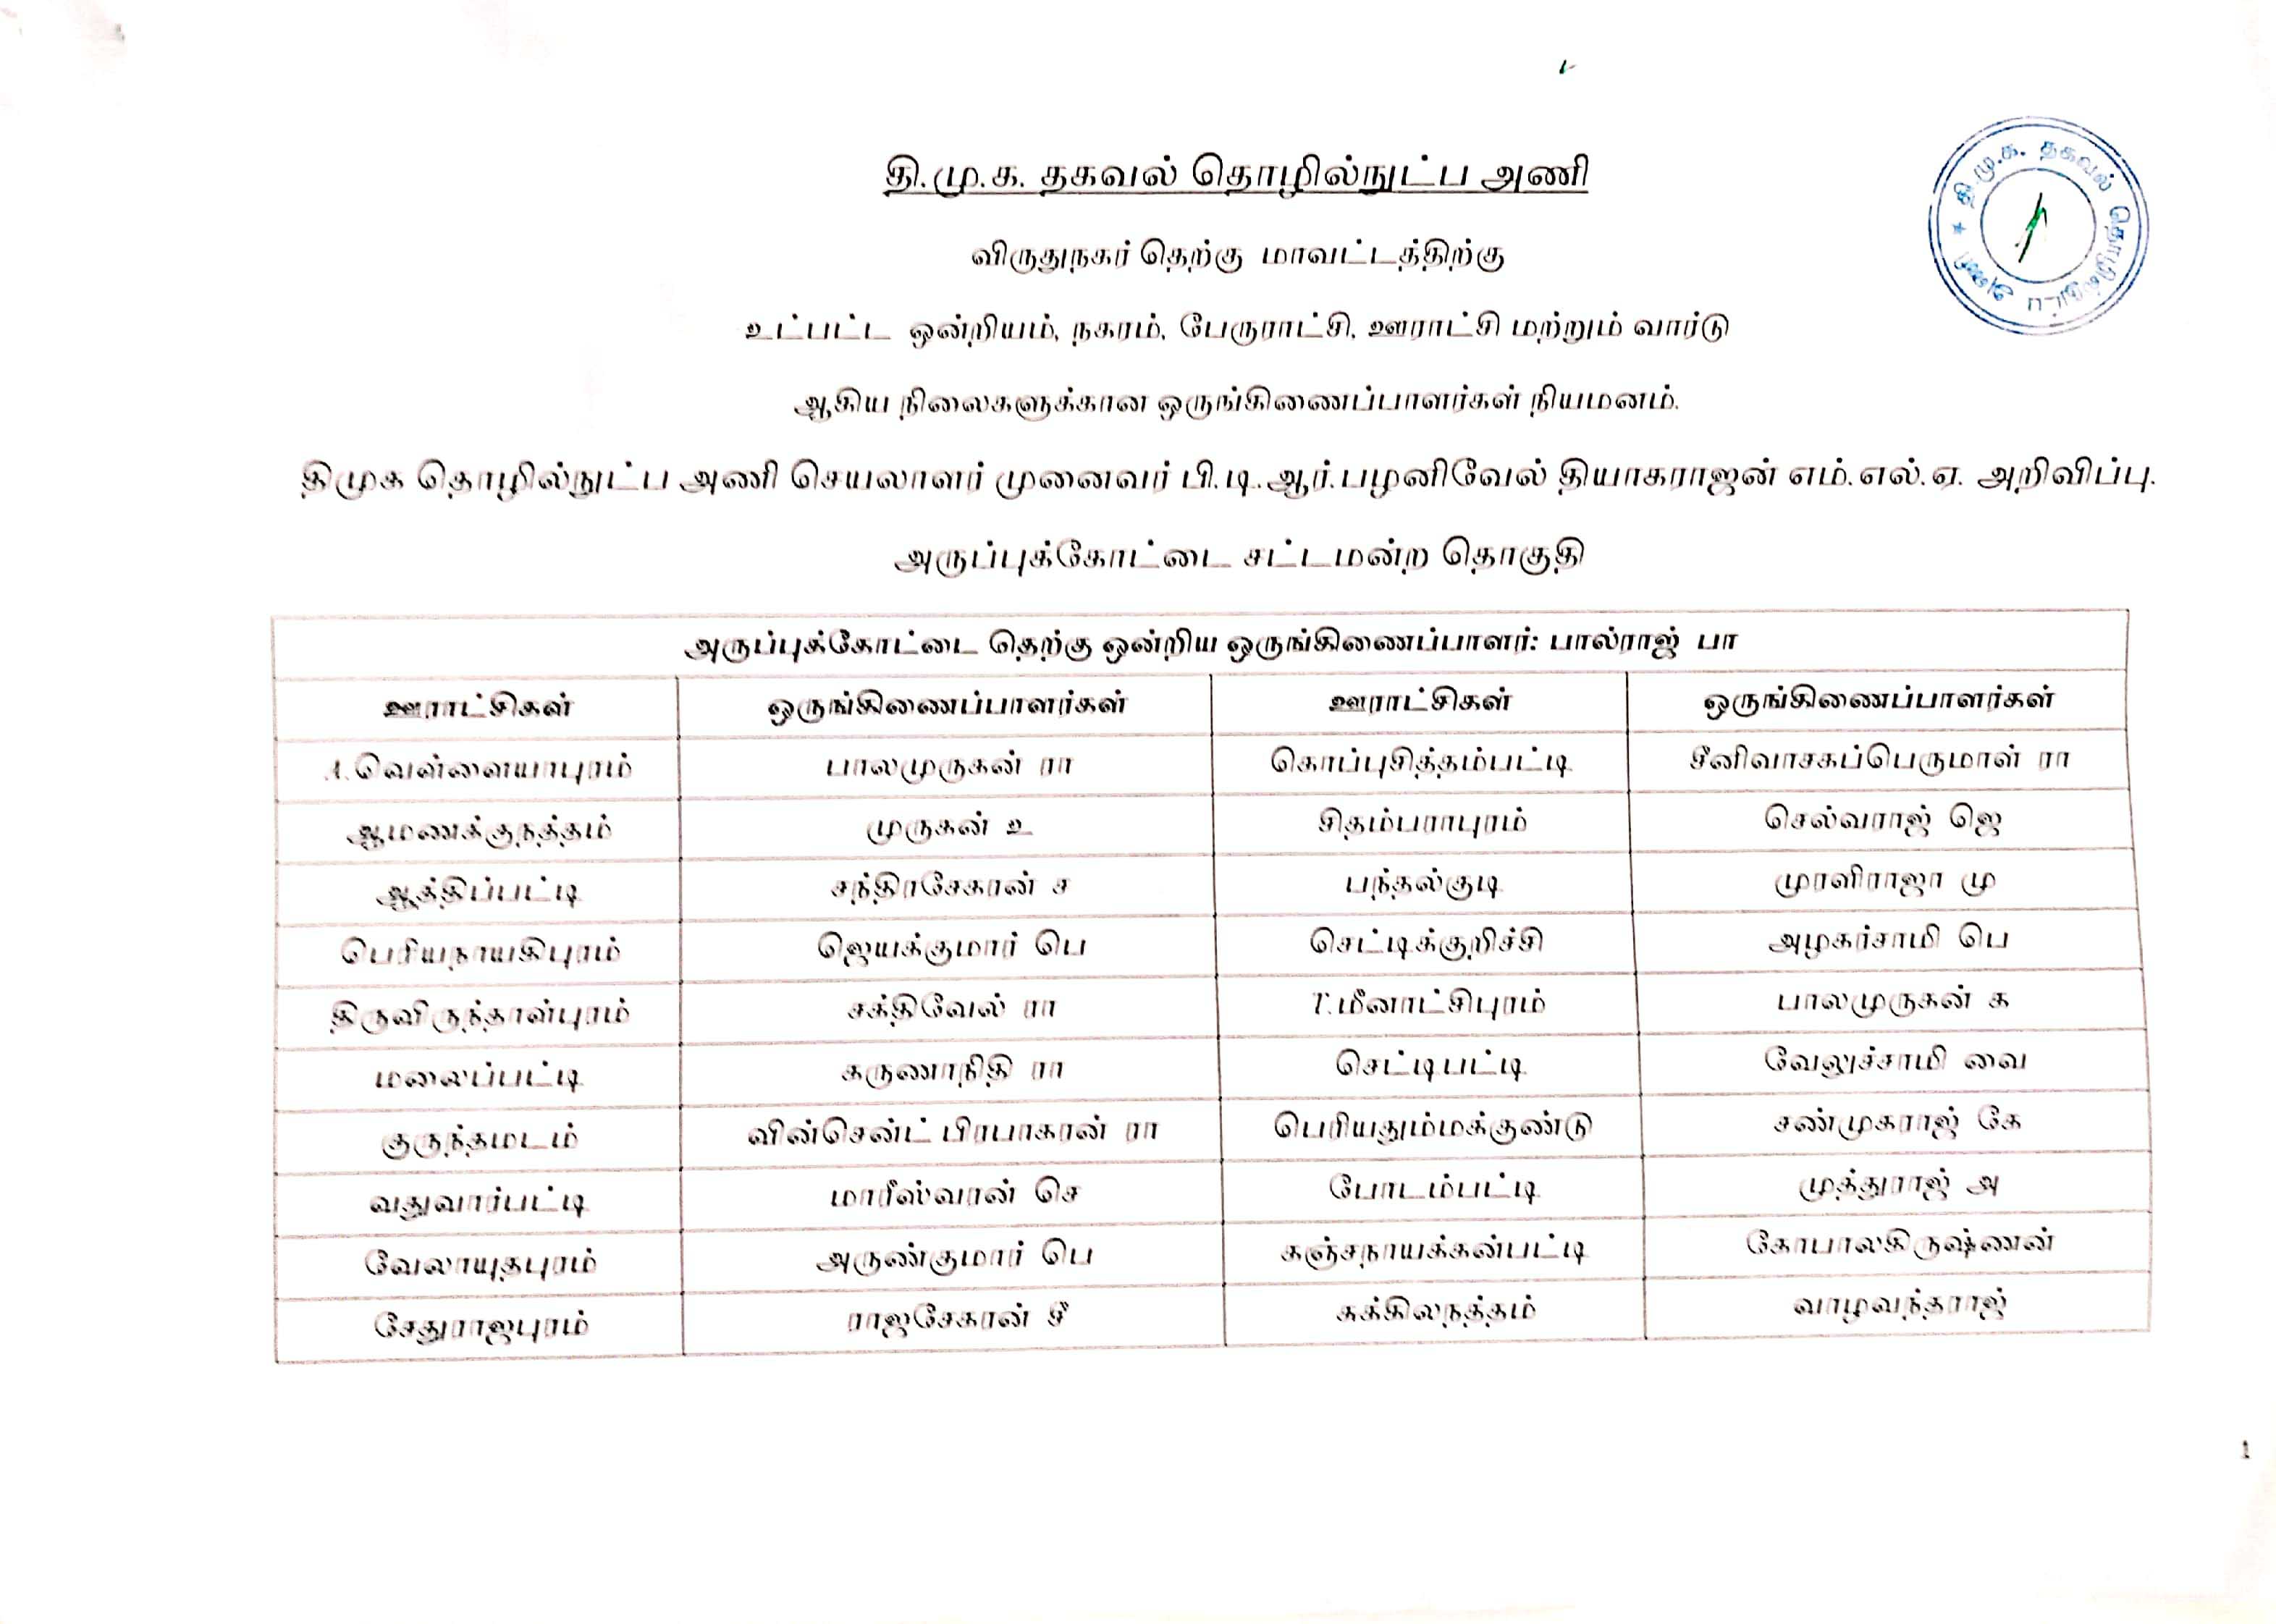 தி.மு.க. தகவல் தொழில்நுட்ப அணி
தி.மு.க. தகவல் தொழில்நுட்ப அணி
விருதுநகர் தெற்கு மாவட்டத்திற்கு
உட்பட்ட ஒன்றியம், நகரம், பேரூராட்சி, ஊராட்சி மற்றும் வார்டு
ஆகிய நிலைகளுக்கான ஒருங்கிணைப்பாளர்கள் நியமனம்.
திமுக தொழில்நுட்ப அணி செயலாளர் முனைவர் பி.டி.ஆர்.பழனிவேல் தியாகராஜன் எம்.எல்.ஏ. அறிவிப்பு.
அருப்புக்கோட்டை சட்டமன்ற தொகுதி
அருப்புக்கோட்டை தெற்கு ஒன்றிய ஒருங்கிணைப்பாளர்: பால்ராஜ் பா
ஊராட்சிகள் ஒருங்கிணைப்பாளர்கள் ஊராட்சிகள் ஒருங்கிணைப்பாளர்கள்
A.வெள்ளையாபுரம் பாலமுருகன் ரா கொப்புசித்தம்பட்டி சீனிவாசகப்பெருமாள் ரா
ஆமணக்குநத்தம் முருகன் உ சிதம்பராபுரம் செல்வராஜ் ஜெ
ஆத்திப்பட்டி சந்திரசேகரன் ச பந்தல்குடி முரளிராஜா மு
பெரியநாயகிபுரம் ஜெயக்குமார் பெ செட்டிக்குறிச்சி அழகர்சாமி பெ
திருவிருந்தாள்புரம் சக்திவேல் ரா T.மீனாட்சிபுரம் பாலமுருகன் க
மலைப்பட்டி கருணாநிதி ரா செட்டிபட்டி வேலுச்சாமி வை
குருந்தமடம் வின்சென்ட் பிரபாகரன் ரா பெரியதும்மக்குண்டு சண்முகராஜ் கே
வதுவார்பட்டி மாரீஸ்வரன் செ போடம்பட்டி முத்துராஜ் அ
வேலாயுதபுரம் அருண்குமார் பெ கஞ்சநாயக்கன்பட்டி கோபாலகிருஷ்ணன்
சேதுராஜபுரம் ராஜசேகரன் சீ சுக்கிலநத்தம் வாழவந்தராஜ்
1